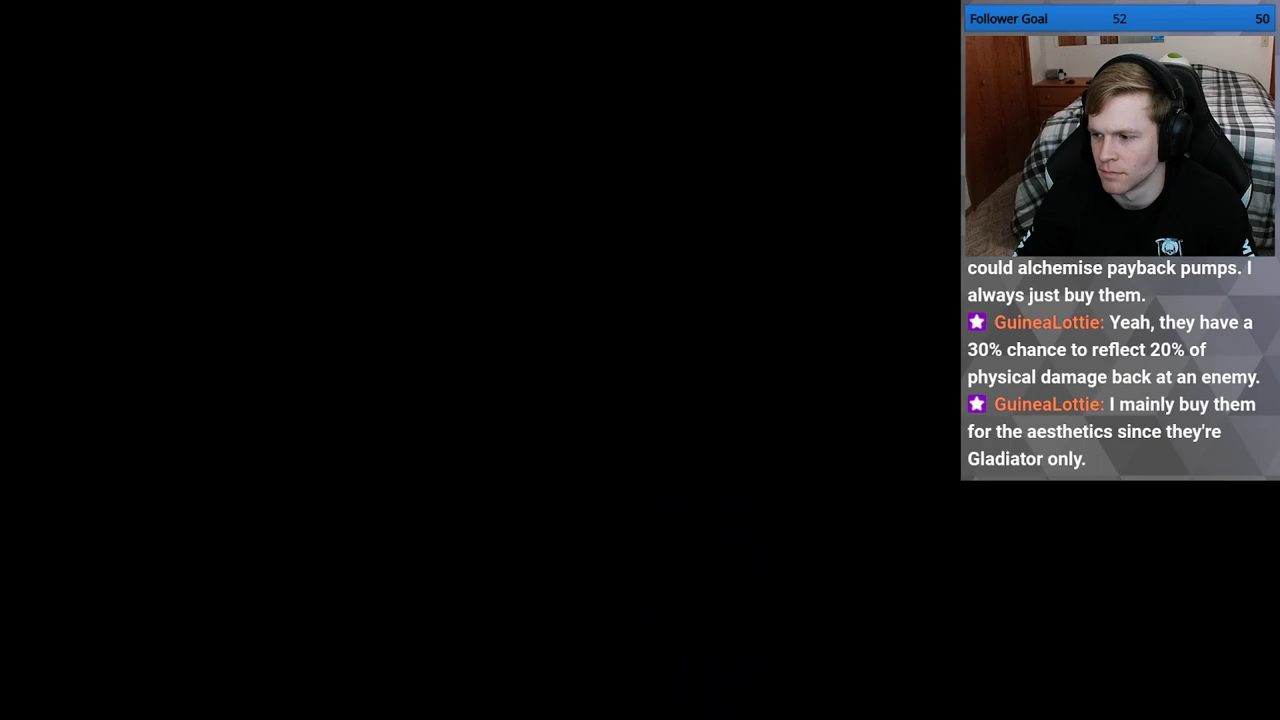 Follower Goal 52 50
could alchemise payback pumps. I
always just buy them.
GuineaLottie: Yeah, they have a
30% chance to reflect 20% of
physical damage back at an enemy.
GuineaLottie: I mainly buy them
for the aesthetics since they're
Gladiator only.